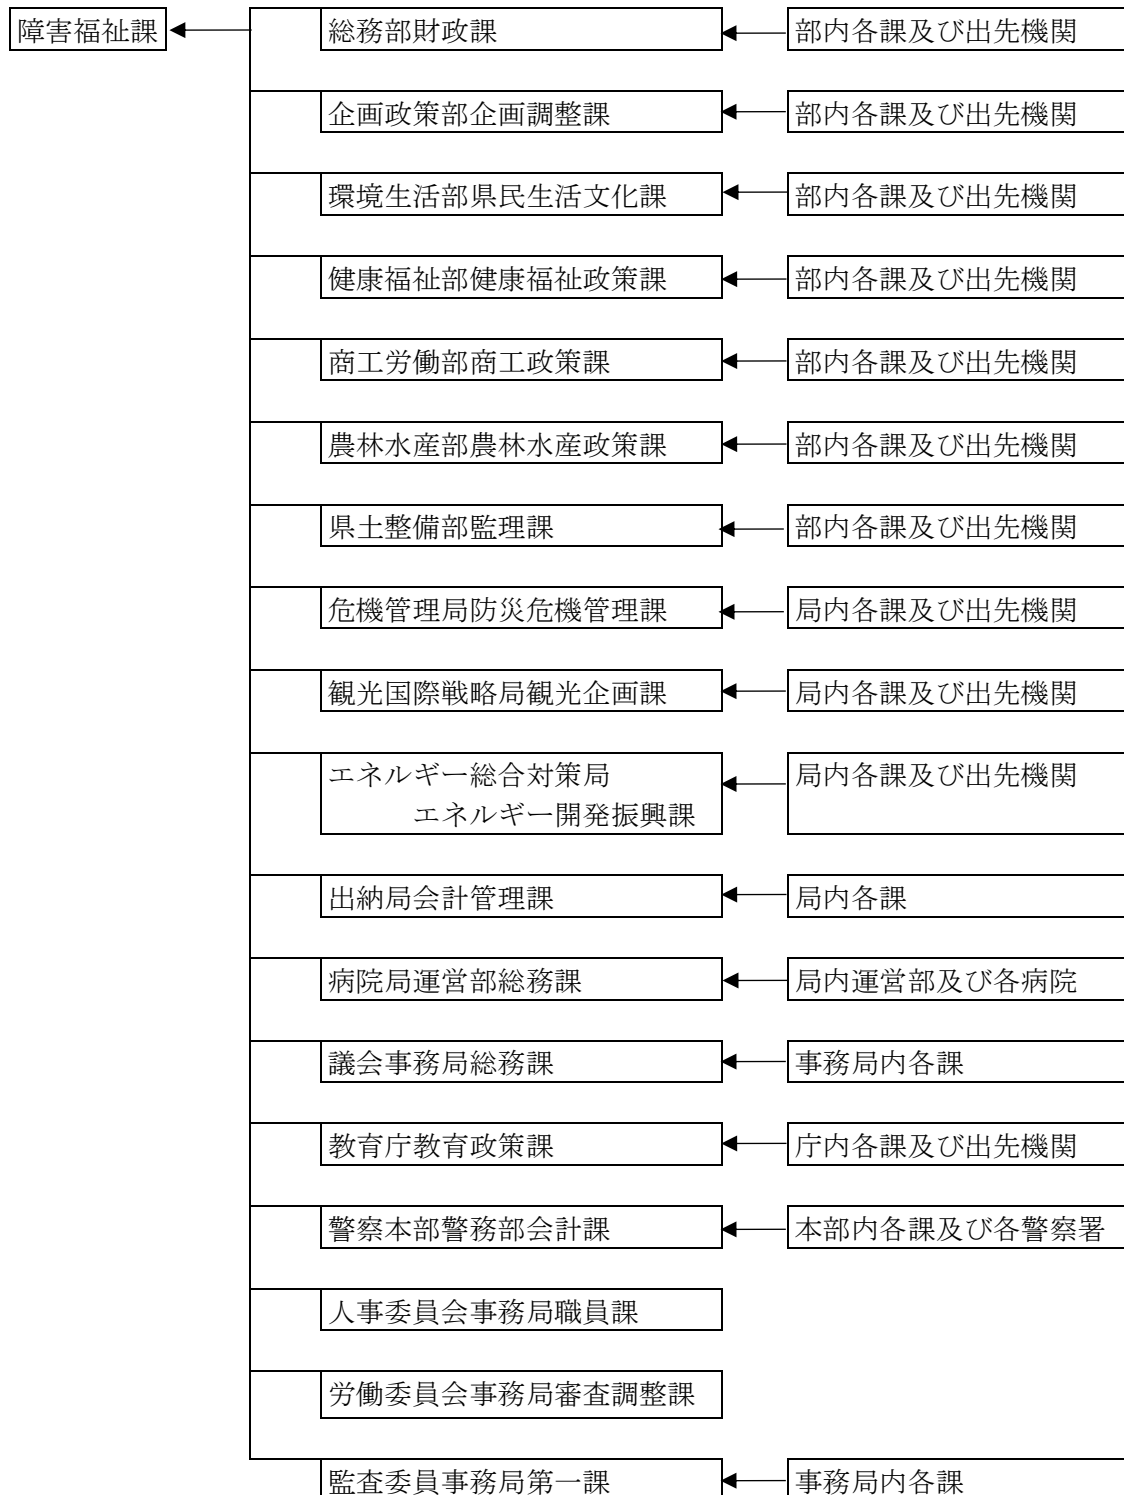 障害福祉課
総務部財政課
部内各課及び出先機関
企画政策部企画調整課
部内各課及び出先機関
環境生活部県民生活文化課
部内各課及び出先機関
健康福祉部健康福祉政策課
部内各課及び出先機関
商工労働部商工政策課
部内各課及び出先機関
農林水産部農林水産政策課
部内各課及び出先機関
県土整備部監理課
部内各課及び出先機関
危機管理局防災危機管理課
局内各課及び出先機関
観光国際戦略局観光企画課
局内各課及び出先機関
エネルギー総合対策局
エネルギー開発振興課
局内各課及び出先機関
出納局会計管理課
局内各課
病院局運営部総務課
局内運営部及び各病院
議会事務局総務課
事務局内各課
教育庁教育政策課
庁内各課及び出先機関
警察本部警務部会計課
本部内各課及び各警察署
人事委員会事務局職員課
労働委員会事務局審査調整課
監査委員事務局第一課
事務局内各課